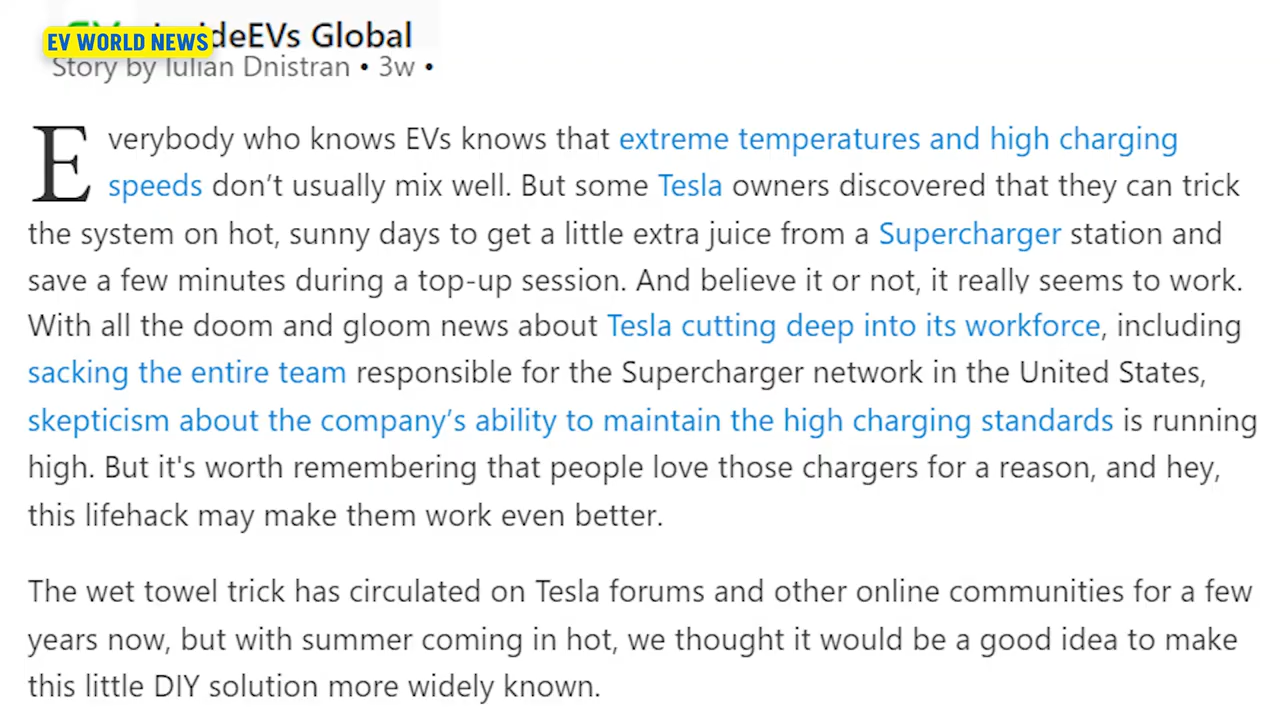 EV WORLD NEWS
deEVs Global
Story by Iulian Dnistran • 3w •
Everybody who knows EVs knows that extreme temperatures and high charging
speeds don’t usually mix well. But some Tesla owners discovered that they can trick
the system on hot, sunny days to get a little extra juice from a Supercharger station and
save a few minutes during a top-up session. And believe it or not, it really seems to work.
With all the doom and gloom news about Tesla cutting deep into its workforce, including
sacking the entire team responsible for the Supercharger network in the United States,
skepticism about the company’s ability to maintain the high charging standards is running
high. But it's worth remembering that people love those chargers for a reason, and hey,
this lifehack may make them work even better.
The wet towel trick has circulated on Tesla forums and other online communities for a few
years now, but with summer coming in hot, we thought it would be a good idea to make
this little DIY solution more widely known.